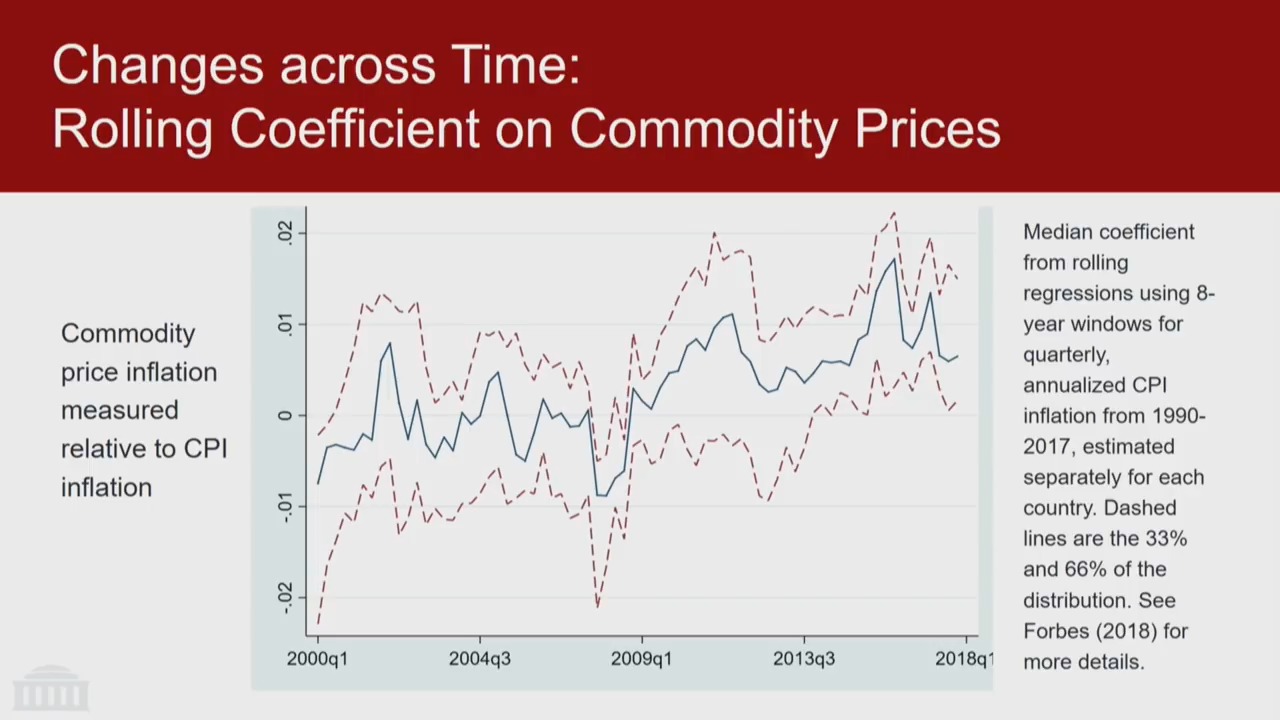 Changes across Time:
Rolling Coefficient on Commodity Prices
Commodity
price inflation
measured
relative to CPI
inflation
.02
.01
0
-.01
-.02
2000q1
2004q3
2009q1
2013q3
2018q1
Median coefficient
from rolling
regressions using 8-
year windows for
quarterly,
annualized CPI
inflation from 1990-
2017, estimated
separately for each
country. Dashed
lines are the 33%
and 66% of the
distribution. See
Forbes (2018) for
more details.